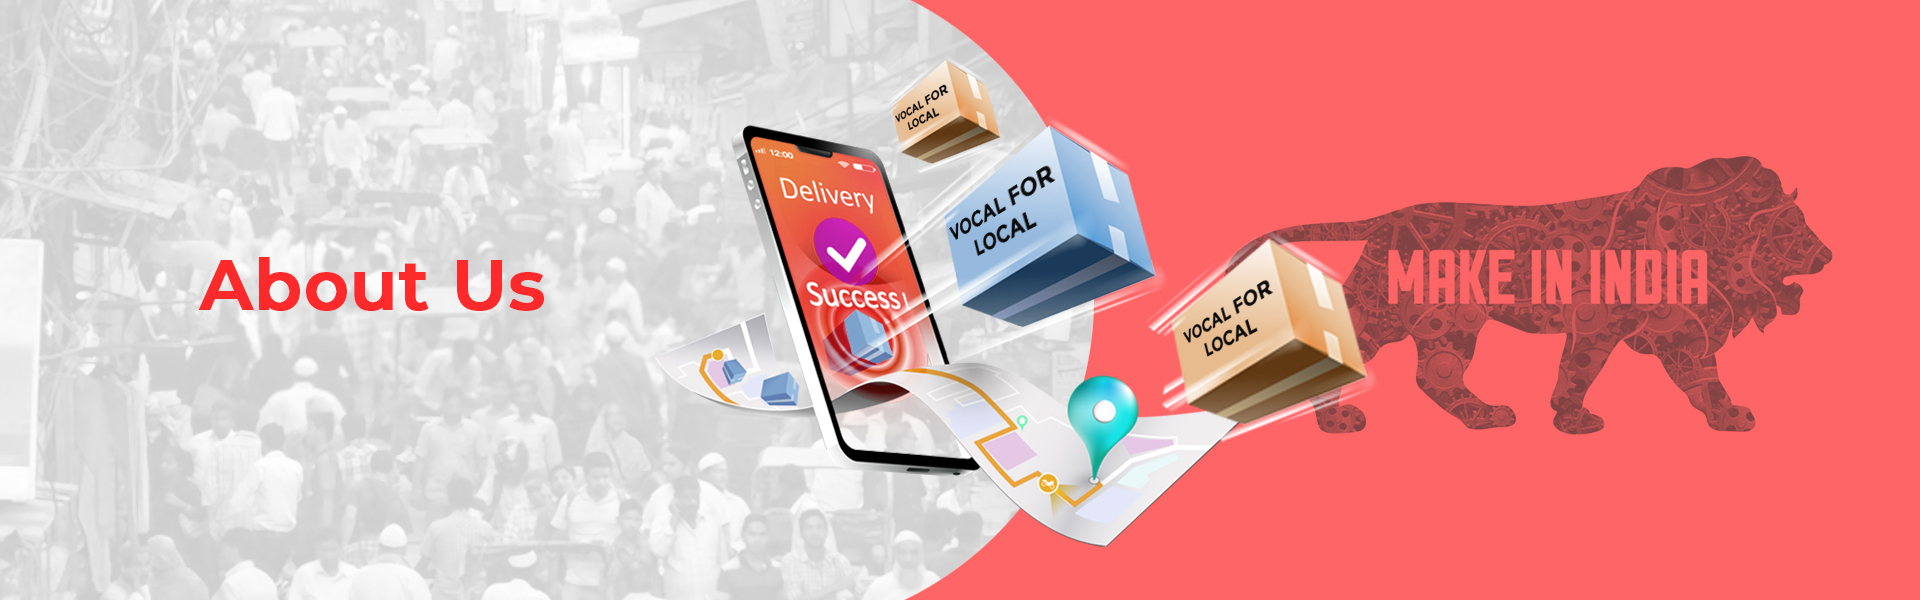 About Us
12:00
Delivery
Success!
VOCAL FOR
LOCAL
VOCAL FOR
LOCAL
VOCAL FOR
LOCAL
MAKE IN INDIA